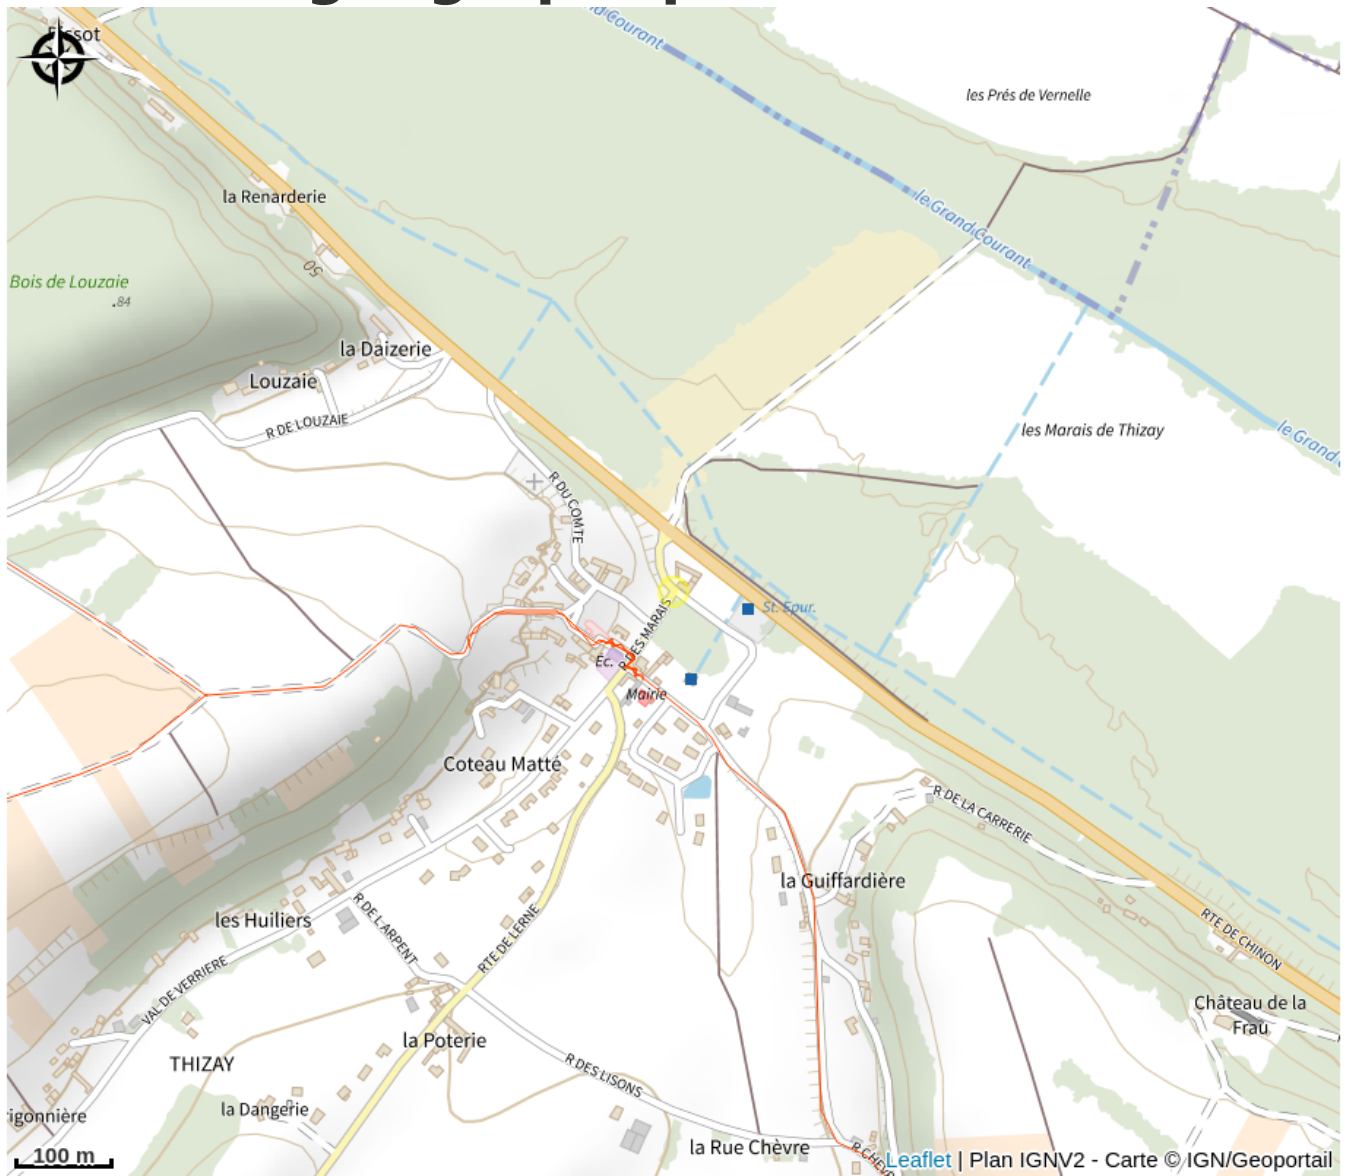 d Courant
les Prés de Vernelle
la Renarderie
le Grand Courant
50
Bois de Louzaie
.84
la Daizerie
Louzaie
R DE LOUZAIE
les Marais de Thizay
le Grand
R DU COMTE
St. Epur.
R DES MARAIS
Ec.
Mairie
Coteau Matté
R DE LA CARRERIE
la Guiffardière
les Huiliers
R DE L ARPENT
RTE DE LERNE
RTE DE CHINON
VAL DE VERRIERE
Château de la
Frau
la Poterie
THIZAY
R DES LISONS
la Dangerie
rigonnière
la Rue Chèvre
R CHEV
100 m
Leaflet | Plan IGNV2 - Carte © IGN/Geoportail